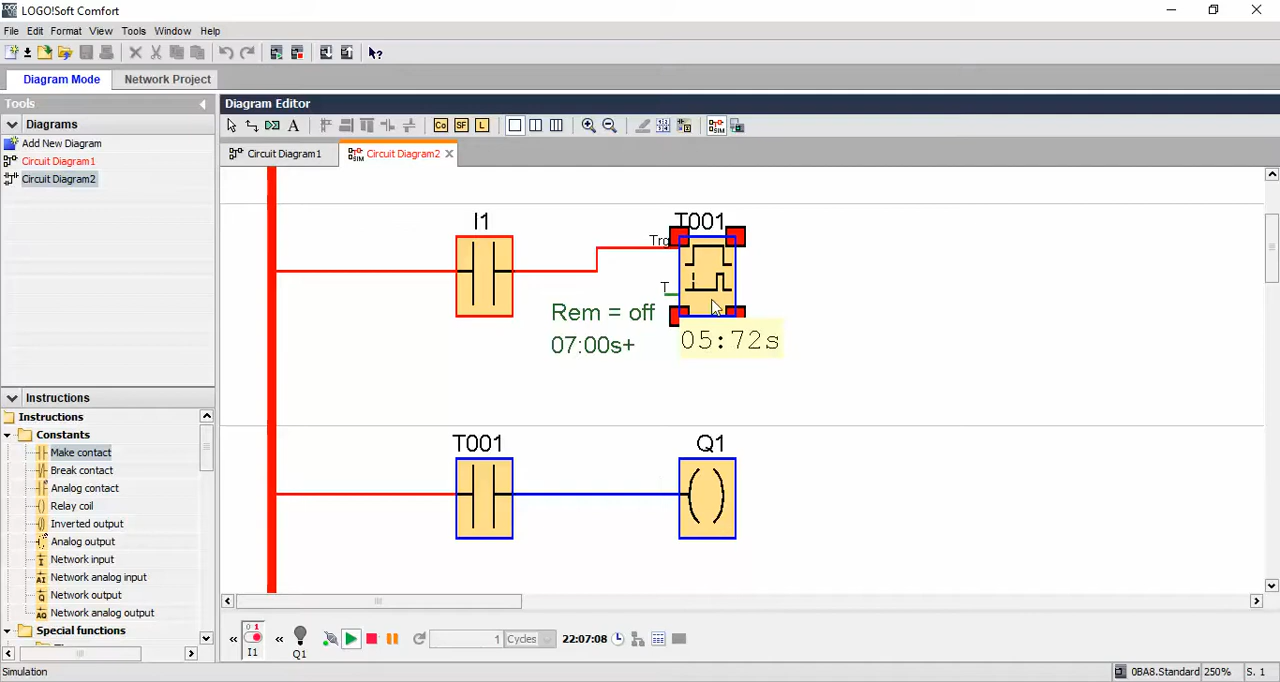 LOGO!Soft Comfort
File Edit Format View Tools Window Help
Diagram Mode Network Project
Tools
Diagrams
Add New Diagram
Circuit Diagram1
Circuit Diagram2
Instructions
Instructions
Constants
Make contact
Break contact
Analog contact
Relay coil
Inverted output
Analog output
Network input
Network analog input
Network output
Network analog output
Special functions
Diagram Editor
Co SF L
Circuit Diagram1 Circuit Diagram2
I1 T001
Trg
T
Rem = off
07:00s+
05:72s
T001 Q1
I1 Q1 1 Cycles 22:07:08
Simulation 0BA8.Standard 250% S. 1